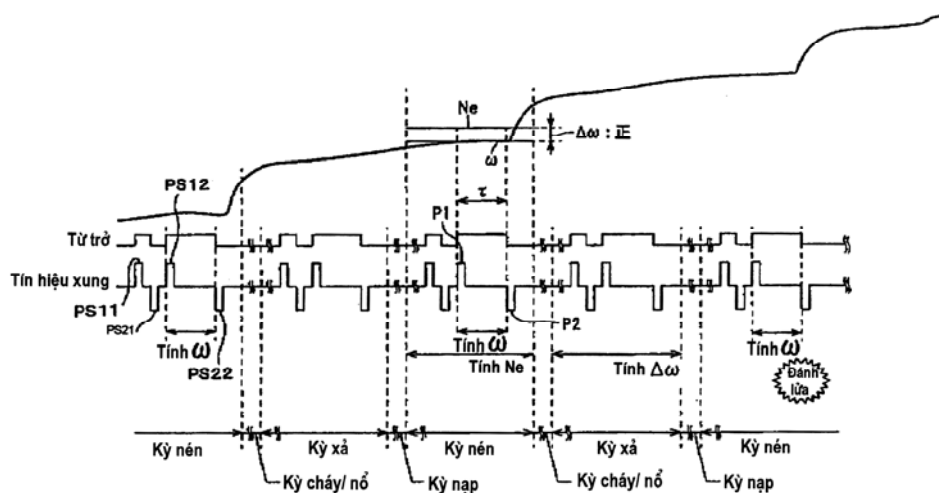 Ne
Δω : 正
ω
PS12
τ
P1
Từ trở
Tín hiệu xung
PS11
PS21
P2
Tính ω
PS22
Tính ω
Tính Ne
Tính Δω
Tính ω
Đánh
lửa
Kỳ nén
Kỳ xả
Kỳ nén
Kỳ xả
Kỳ nén
Kỳ cháy/ nổ
Kỳ nạp
Kỳ cháy/ nổ
Kỳ nạp